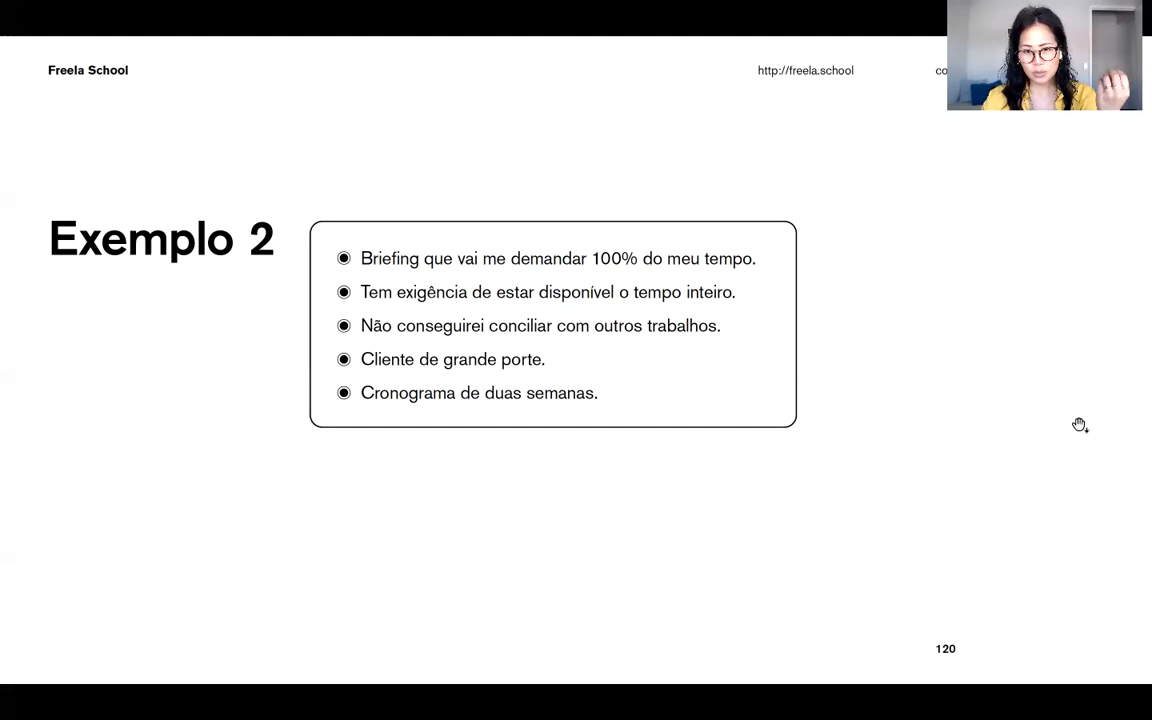 Freela School
http://freela.school
Exemplo 2
Briefing que vai me demandar 100% do meu tempo.
Tem exigência de estar disponível o tempo inteiro.
Não conseguirei conciliar com outros trabalhos.
Cliente de grande porte.
Cronograma de duas semanas.
120